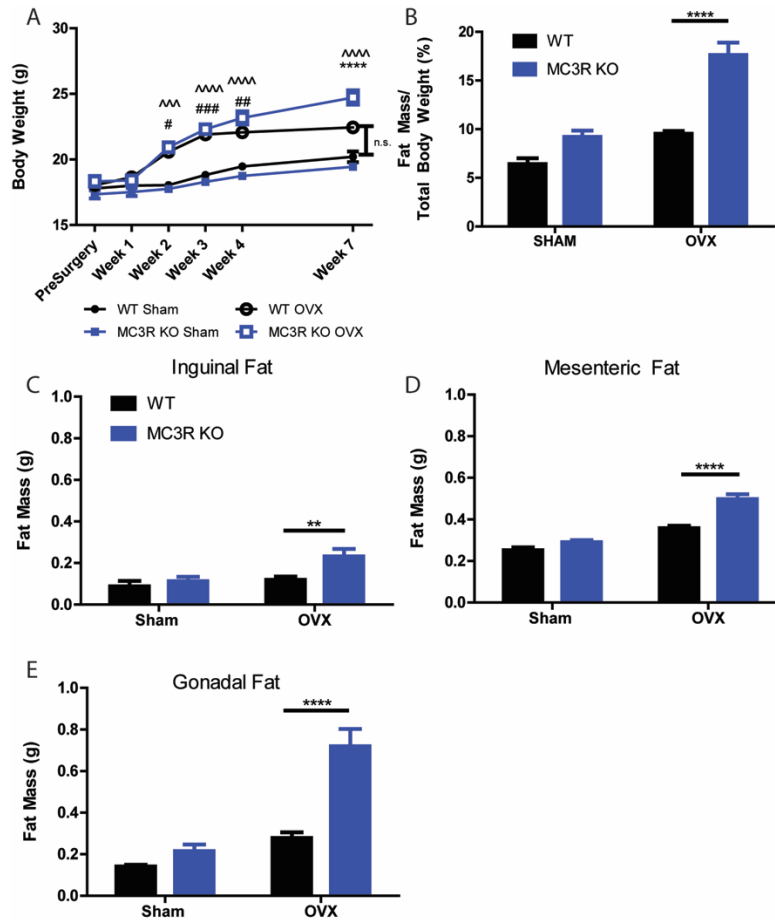 A
Body Weight (g)
30
25
20
15
^^^
#
^^^^
###
^^^^
##
^^^^
****
n.s.
PreSurgery
Week 1
Week 2
Week 3
Week 4
Week 7
WT Sham
WT OVX
MC3R KO Sham
MC3R KO OVX
B
Fat Mass/
Total Body Weight (%)
20
15
10
5
0
WT
MC3R KO
****
SHAM
OVX
C
Inguinal Fat
Fat Mass (g)
1.0
0.8
0.6
0.4
0.2
0.0
WT
MC3R KO
**
Sham
OVX
D
Mesenteric Fat
Fat Mass (g)
1.0
0.8
0.6
0.4
0.2
0.0
****
Sham
OVX
E
Gonadal Fat
Fat Mass (g)
1.0
0.8
0.6
0.4
0.2
0.0
****
Sham
OVX